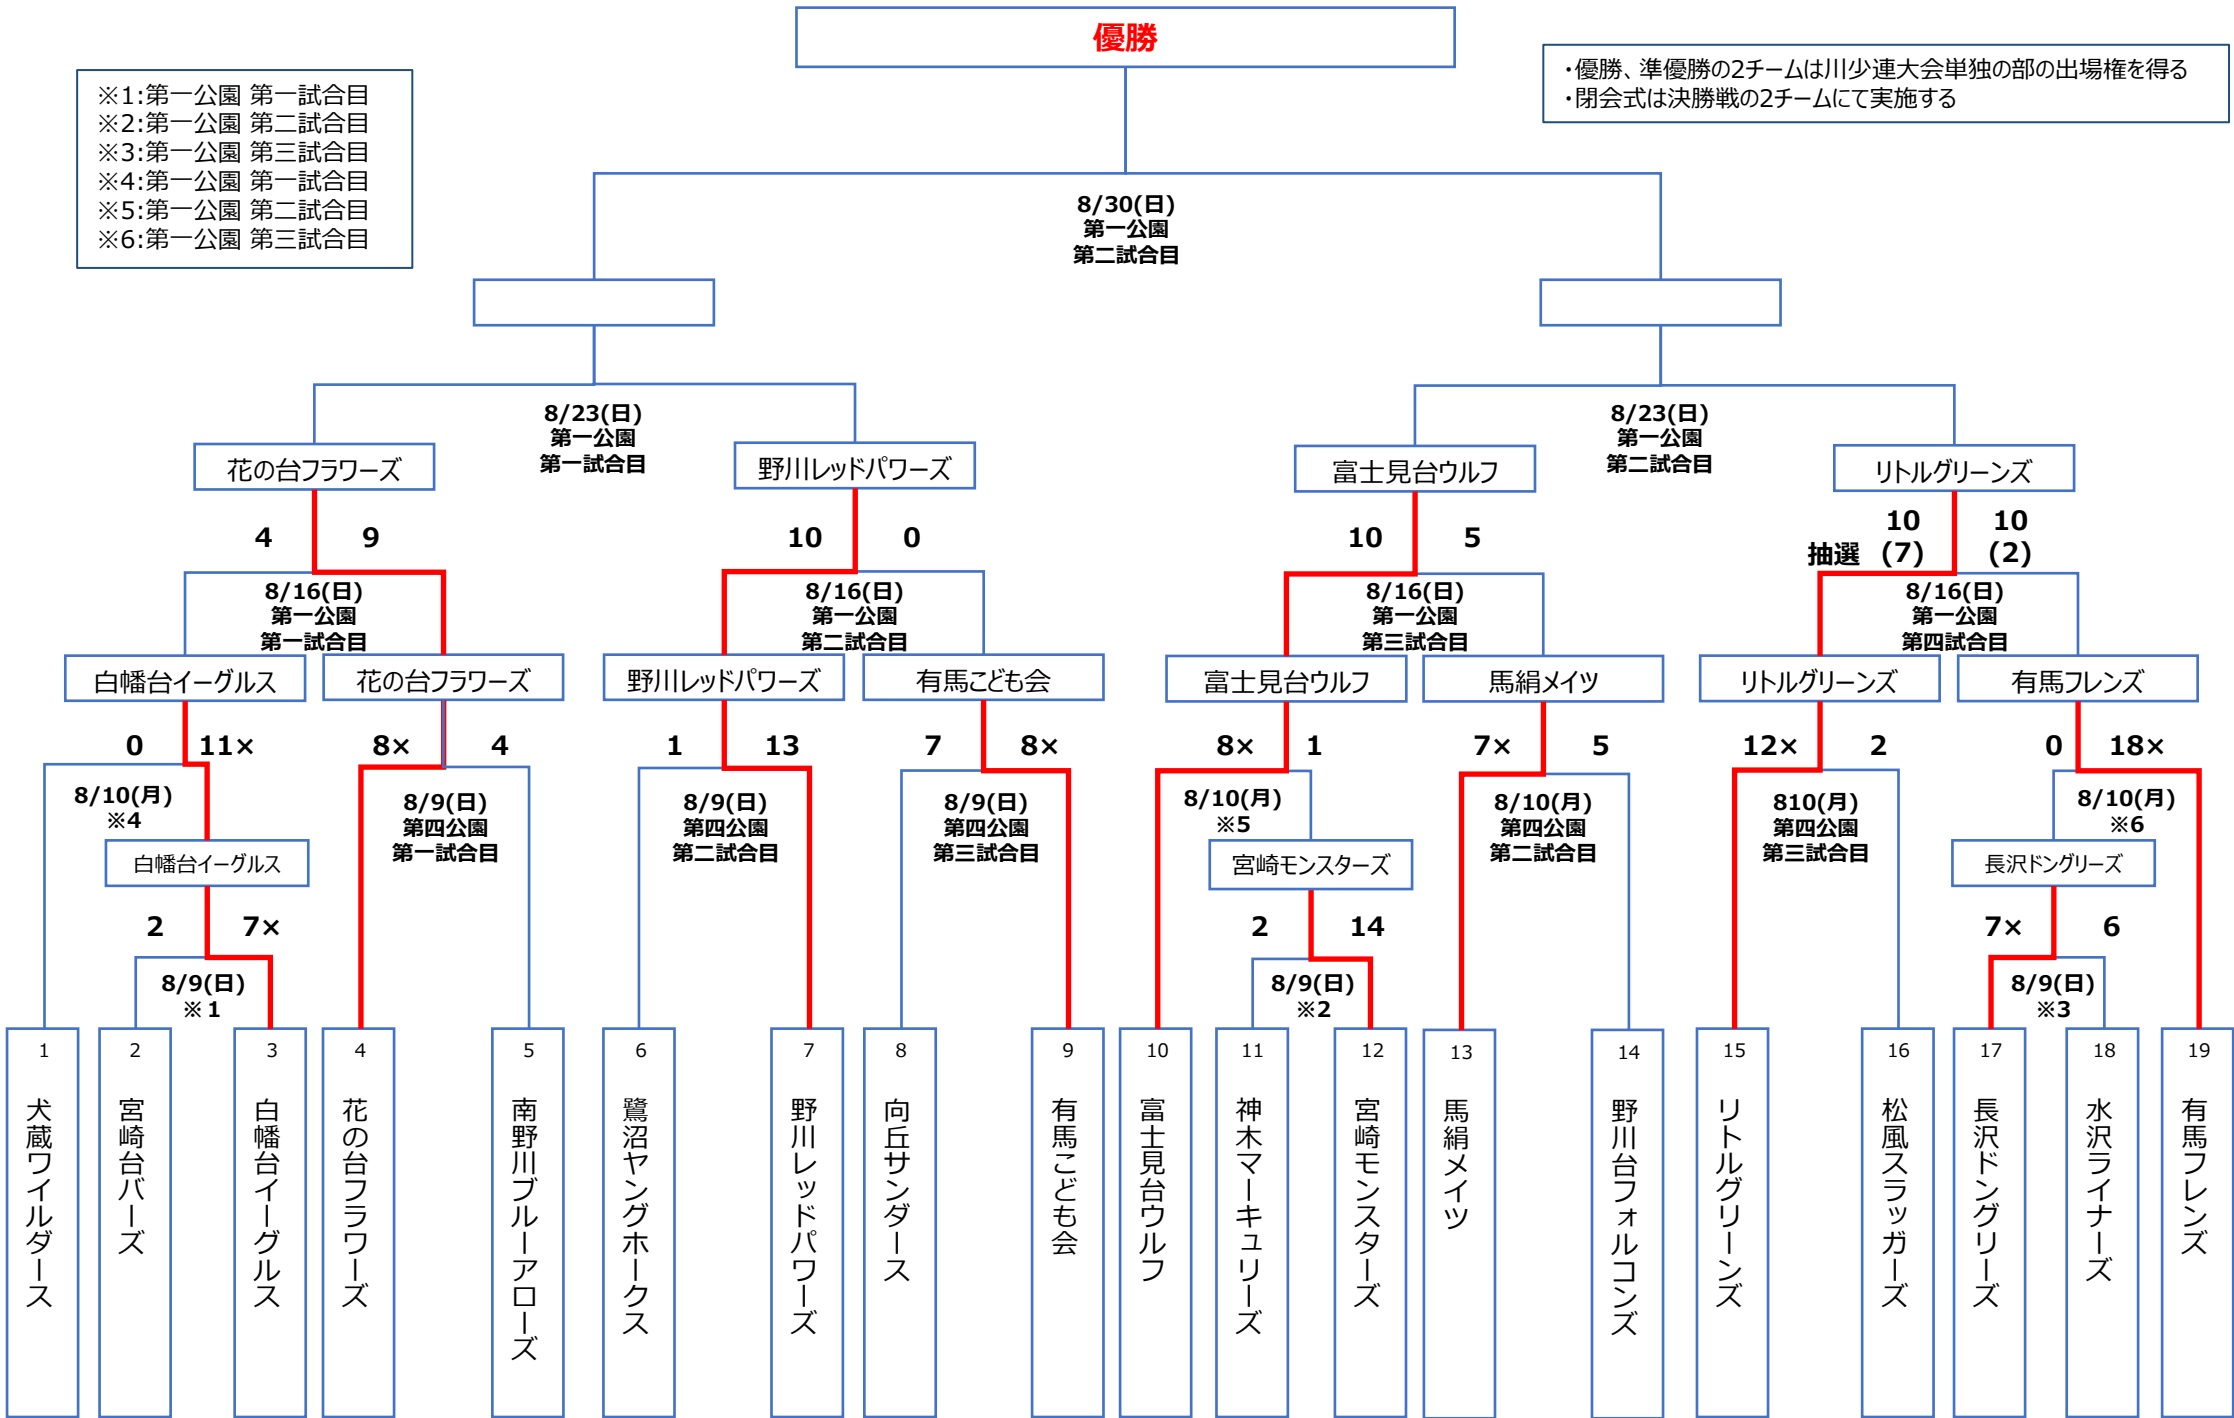 優勝
・優勝、準優勝の2チームは川少連大会単独の部の出場権を得る
・閉会式は決勝戦の2チームにて実施する
※1:第一公園 第一試合目
※2:第一公園 第二試合目
※3:第一公園 第三試合目
※4:第一公園 第一試合目
※5:第一公園 第二試合目
※6:第一公園 第三試合目
8/30(日)
第一公園
第二試合目
8/23(日)
第一公園
第一試合目
8/23(日)
第一公園
第二試合目
花の台フラワーズ
野川レッドパワーズ
富士見台ウルフ
リトルグリーンズ
4 9
10 0
10 5
10 10
抽選 (7) (2)
8/16(日)
第一公園
第一試合目
8/16(日)
第一公園
第二試合目
8/16(日)
第一公園
第三試合目
8/16(日)
第一公園
第四試合目
白幡台イーグルス
花の台フラワーズ
野川レッドパワーズ
有馬こども会
富士見台ウルフ
馬絹メイツ
リトルグリーンズ
有馬フレンズ
0 11×
8× 4
1 13
7 8×
8× 1
7× 5
12× 2
0 18×
8/10(月)
※4
8/9(日)
第四公園
第一試合目
8/9(日)
第四公園
第二試合目
8/9(日)
第四公園
第三試合目
8/10(月)
※5
8/10(月)
第四公園
第二試合目
810(月)
第四公園
第三試合目
8/10(月)
※6
白幡台イーグルス
宮崎モンスターズ
長沢ドングリーズ
2 7×
2 14
7× 6
8/9(日)
※１
8/9(日)
※2
8/9(日)
※3
1
犬蔵ワイルダース
2
宮崎台バーズ
3
白幡台イーグルス
4
花の台フラワーズ
5
南野川ブルーアローズ
6
鷺沼ヤングホークス
7
野川レッドパワーズ
8
向丘サンダース
9
有馬こども会
10
富士見台ウルフ
11
神木マーキュリーズ
12
宮崎モンスターズ
13
馬絹メイツ
14
野川台フォルコンズ
15
リトルグリーンズ
16
松風スラッガーズ
17
長沢ドングリーズ
18
水沢ライナーズ
19
有馬フレンズ